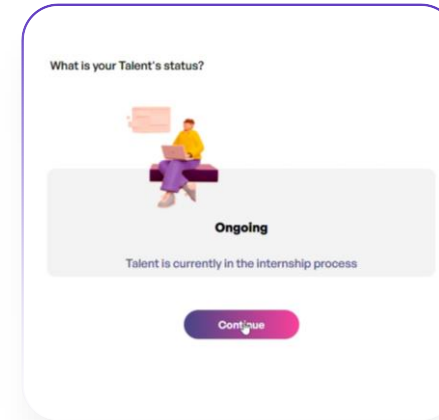 What is your Talent's status?
Ongoing
Talent is currently in the internship process
Continue